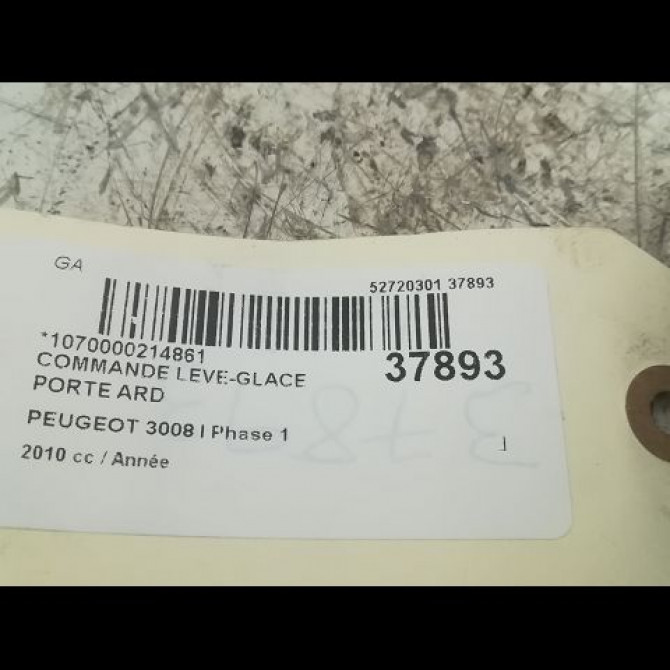 GA
52720301 37893
*1070000214861
37893
COMMANDE LEVE-GLACE
PORTE ARD
PEUGEOT 3008 I Phase 1
2010 cc / Année